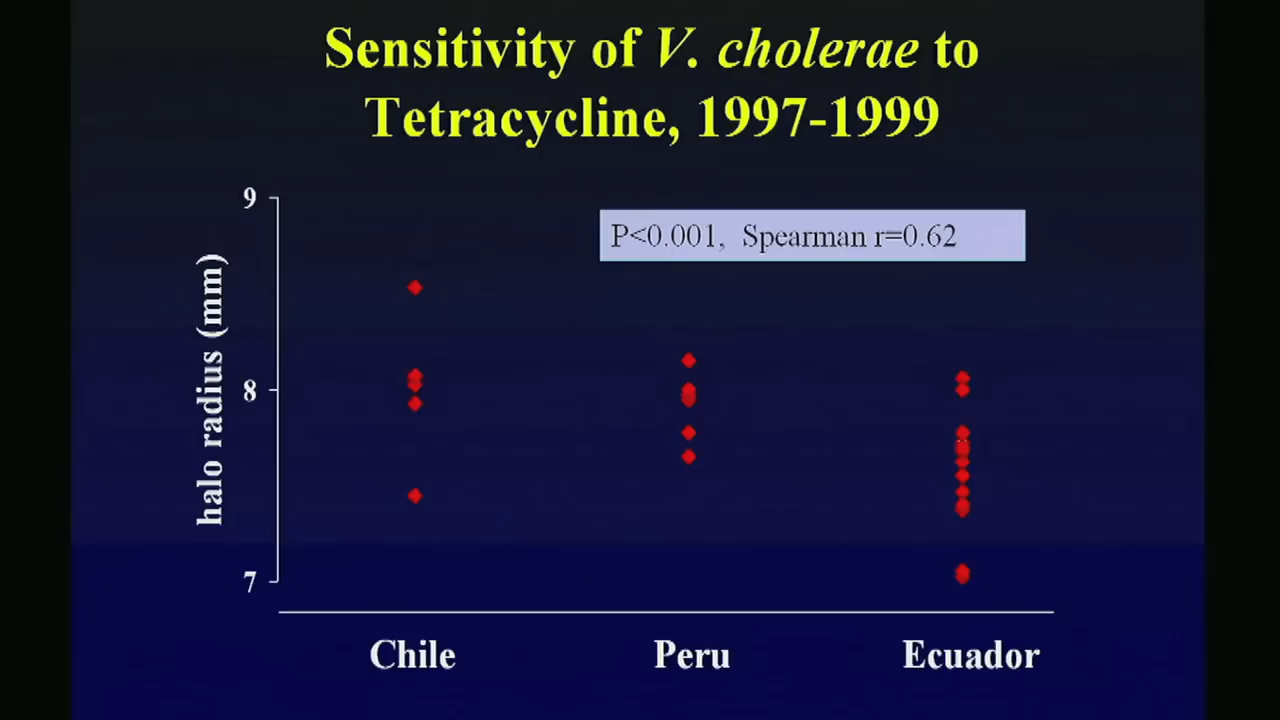 Sensitivity of V. cholerae to
Tetracycline, 1997-1999
9
P<0.001, Spearman r=0.62
halo radius (mm)
8
7
Chile Peru Ecuador